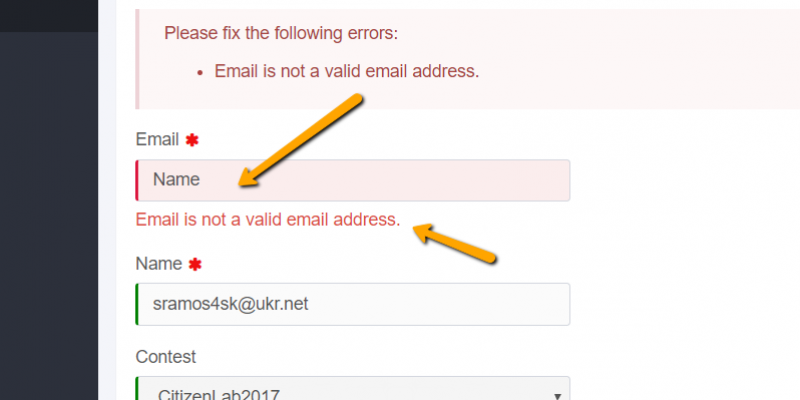 Please fix the following errors:
• Email is not a valid email address.
Email ✱
Name
Email is not a valid email address.
Name ✱
sramos4sk@ukr.net
Contest
CitizenLab2017